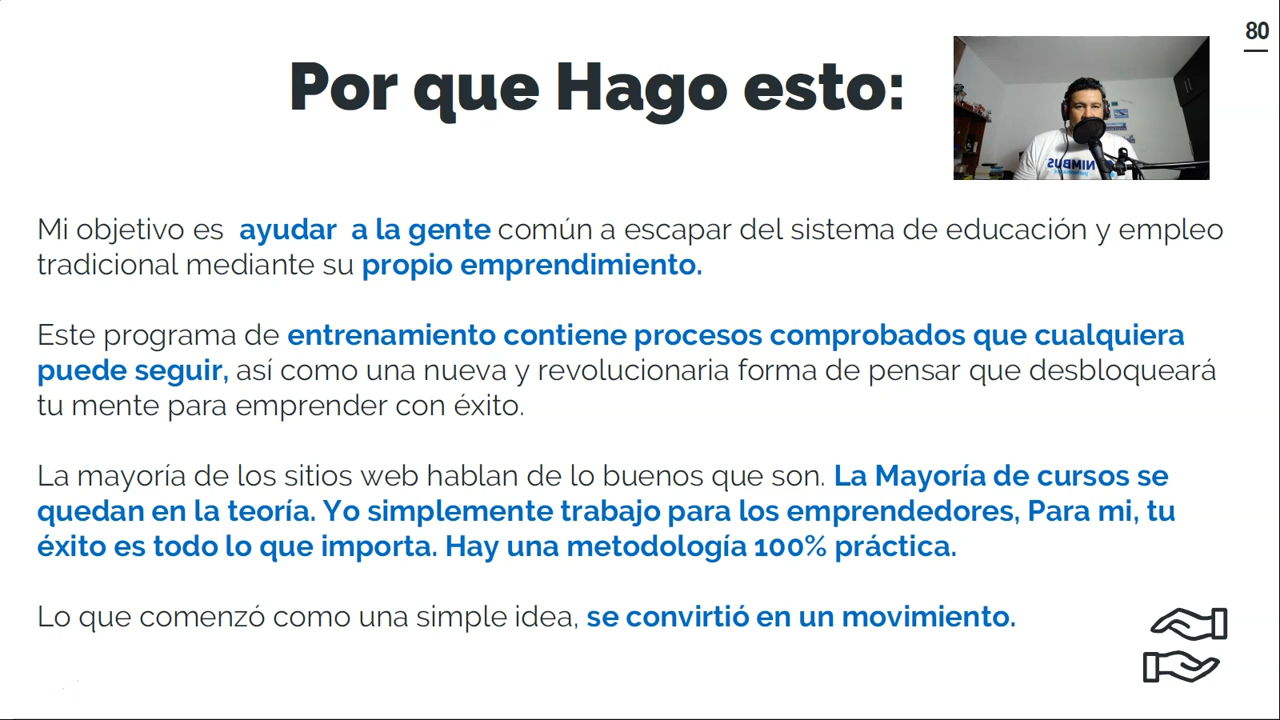 80
Por que Hago esto:
NIMBUS
Mi objetivo es ayudar a la gente común a escapar del sistema de educación y empleo
tradicional mediante su propio emprendimiento.
Este programa de entrenamiento contiene procesos comprobados que cualquiera
puede seguir, así como una nueva y revolucionaria forma de pensar que desbloqueará
tu mente para emprender con éxito.
La mayoría de los sitios web hablan de lo buenos que son. La Mayoría de cursos se
quedan en la teoría. Yo simplemente trabajo para los emprendedores, Para mi, tu
éxito es todo lo que importa. Hay una metodología 100% práctica.
Lo que comenzó como una simple idea, se convirtió en un movimiento.